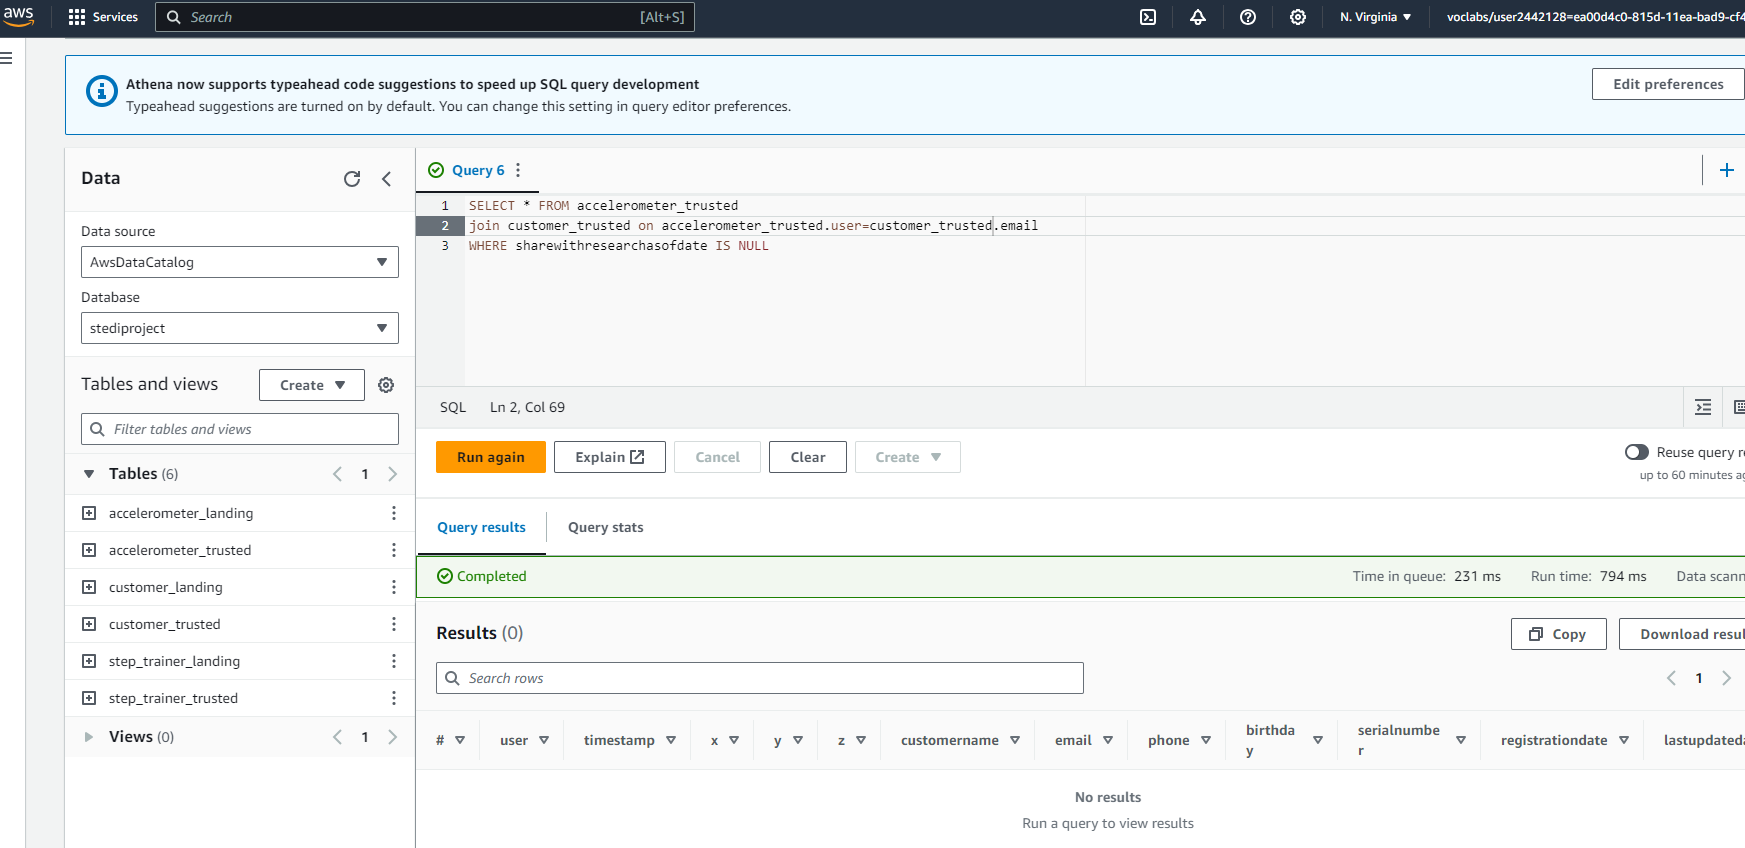 aws
Services
Search
[Alt+S]
N. Virginia
voclabs/user2442128=ea00d4c0-815d-11ea-bad9-cf4
Athena now supports typeahead code suggestions to speed up SQL query development
Typeahead suggestions are turned on by default. You can change this setting in query editor preferences.
Edit preferences
Data
Data source
AwsDataCatalog
Database
stediproject
Tables and views
Create
Filter tables and views
Tables (6)
1
accelerometer_landing
accelerometer_trusted
customer_landing
customer_trusted
step_trainer_landing
step_trainer_trusted
Views (0)
1
Query 6
1 SELECT * FROM accelerometer_trusted
2 join customer_trusted on accelerometer_trusted.user=customer_trusted.email
3 WHERE sharewithresearchasofdate IS NULL
SQL
Ln 2, Col 69
Run again
Explain
Cancel
Clear
Create
Reuse query re
up to 60 minutes ag
Query results
Query stats
Completed
Time in queue: 231 ms
Run time: 794 ms
Data scann
Results (0)
Copy
Download resul
Search rows
1
#
user
timestamp
x
y
z
customername
email
phone
birthda
y
serialnumbe
r
registrationdate
lastupdateda
No results
Run a query to view results